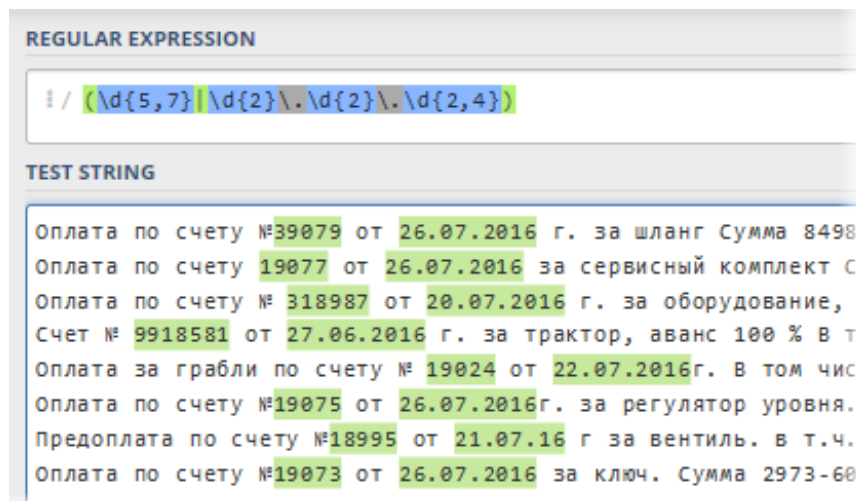 REGULAR EXPRESSION
/ (\d{5,7}|\d{2}\.\d{2}\.\d{2,4})
TEST STRING
Оплата по счету №39079 от 26.07.2016 г. за шланг Сумма 8498
Оплата по счету 19077 от 26.07.2016 за сервисный комплект С
Оплата по счету № 318987 от 20.07.2016 г. за оборудование,
Счет № 9918581 от 27.06.2016 г. за трактор, аванс 100 % В т
Оплата за грабли по счету № 19024 от 22.07.2016г. В том чис
Оплата по счету №19075 от 26.07.2016г. за регулятор уровня.
Предоплата по счету №18995 от 21.07.16 г за вентиль. в т.ч.
Оплата по счету №19073 от 26.07.2016 за ключ. Сумма 2973-60